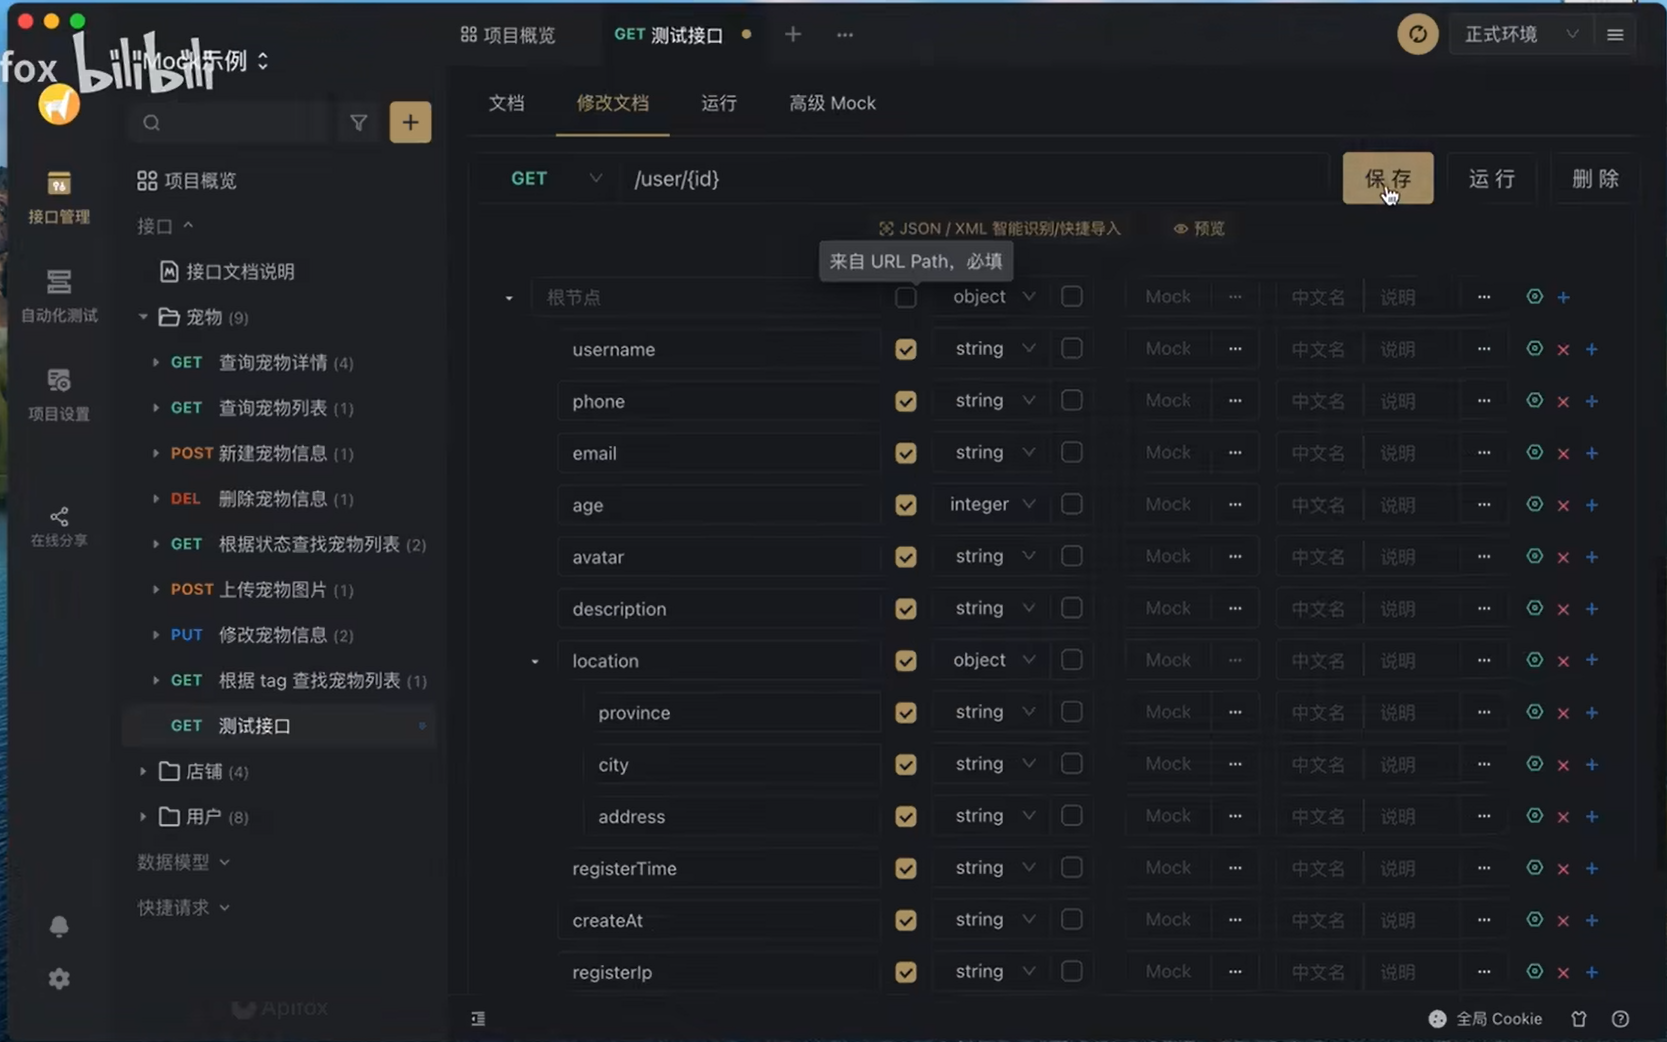 fox bilibili
Mock示例
项目概览
GET 测试接口
正式环境
文档
修改文档
运行
高级 Mock
接口管理
自动化测试
项目设置
在线分享
项目概览
接口
接口文档说明
宠物 (9)
GET 查询宠物详情 (4)
GET 查询宠物列表 (1)
POST 新建宠物信息 (1)
DEL 删除宠物信息 (1)
GET 根据状态查找宠物列表 (2)
POST 上传宠物图片 (1)
PUT 修改宠物信息 (2)
GET 根据 tag 查找宠物列表 (1)
GET 测试接口
店铺 (4)
用户 (8)
数据模型
快捷请求
Apifox
GET /user/{id} 保存 运行 删除
JSON / XML 智能识别/快捷导入 预览
来自 URL Path，必填
根节点 object Mock 中文名 说明
username string Mock 中文名 说明
phone string Mock 中文名 说明
email string Mock 中文名 说明
age integer Mock 中文名 说明
avatar string Mock 中文名 说明
description string Mock 中文名 说明
location object Mock 中文名 说明
province string Mock 中文名 说明
city string Mock 中文名 说明
address string Mock 中文名 说明
registerTime string Mock 中文名 说明
createAt string Mock 中文名 说明
registerIp string Mock 中文名 说明
全局 Cookie